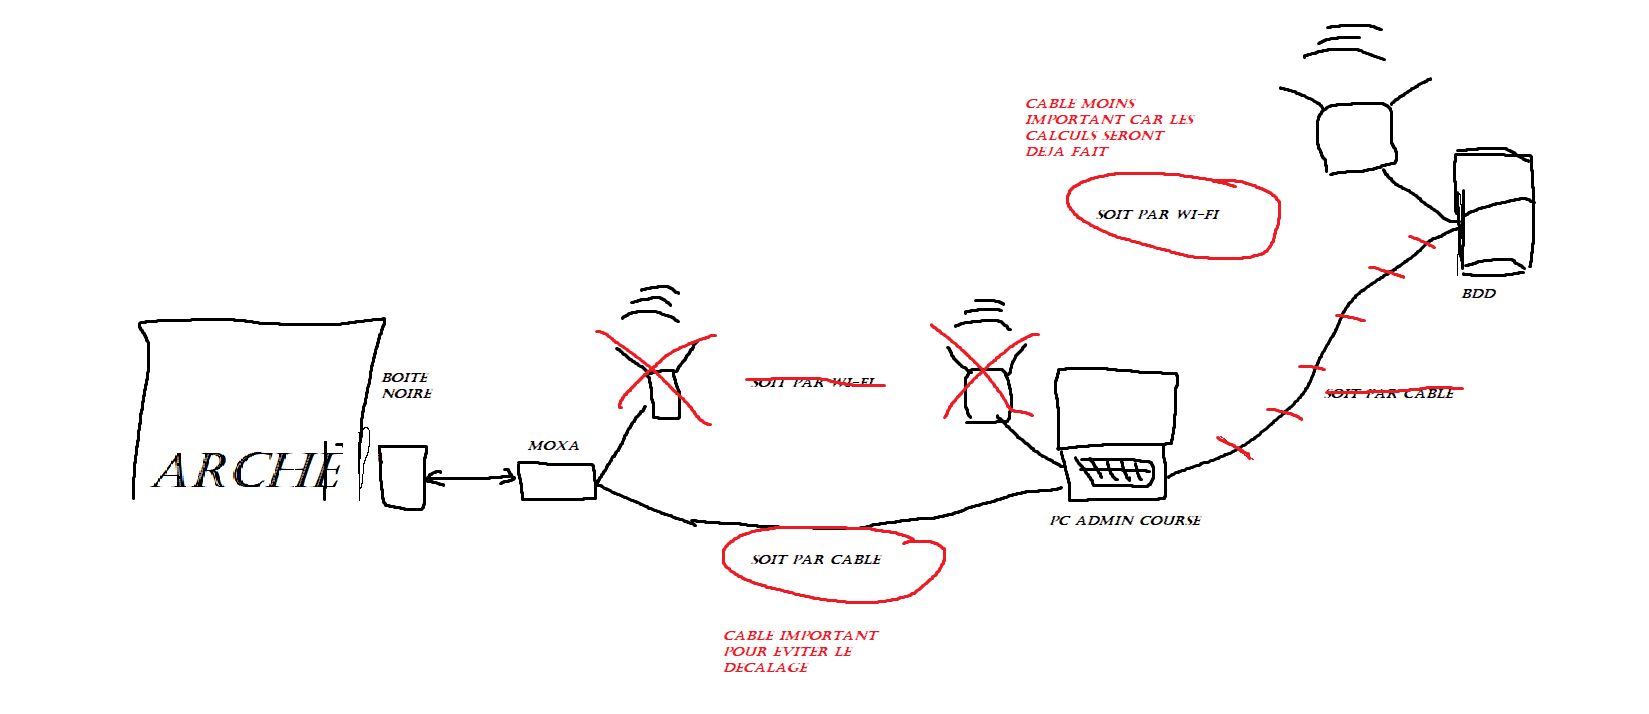 CABLE MOINS
IMPORTANT CAR LES
CALCULS SERONT
DEJA FAIT
SOIT PAR WI-FI
BDD
BOITE
NOIRE
SOIT PAR WI-FI
SOIT PAR CABLE
ARCHE
MOXA
PC ADMIN COURSE
SOIT PAR CABLE
CABLE IMPORTANT
POUR EVITER LE
DECALAGE